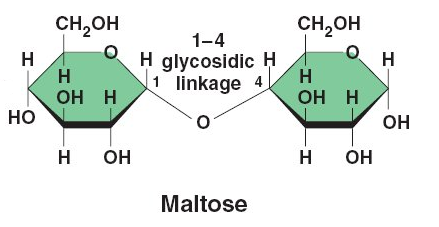 CH₂OH
CH₂OH
O
1–4
O
H
H glycosidic H
H
H
linkage
H
1
4
OH H
OH H
HO
O
OH
H
OH
H
OH
Maltose